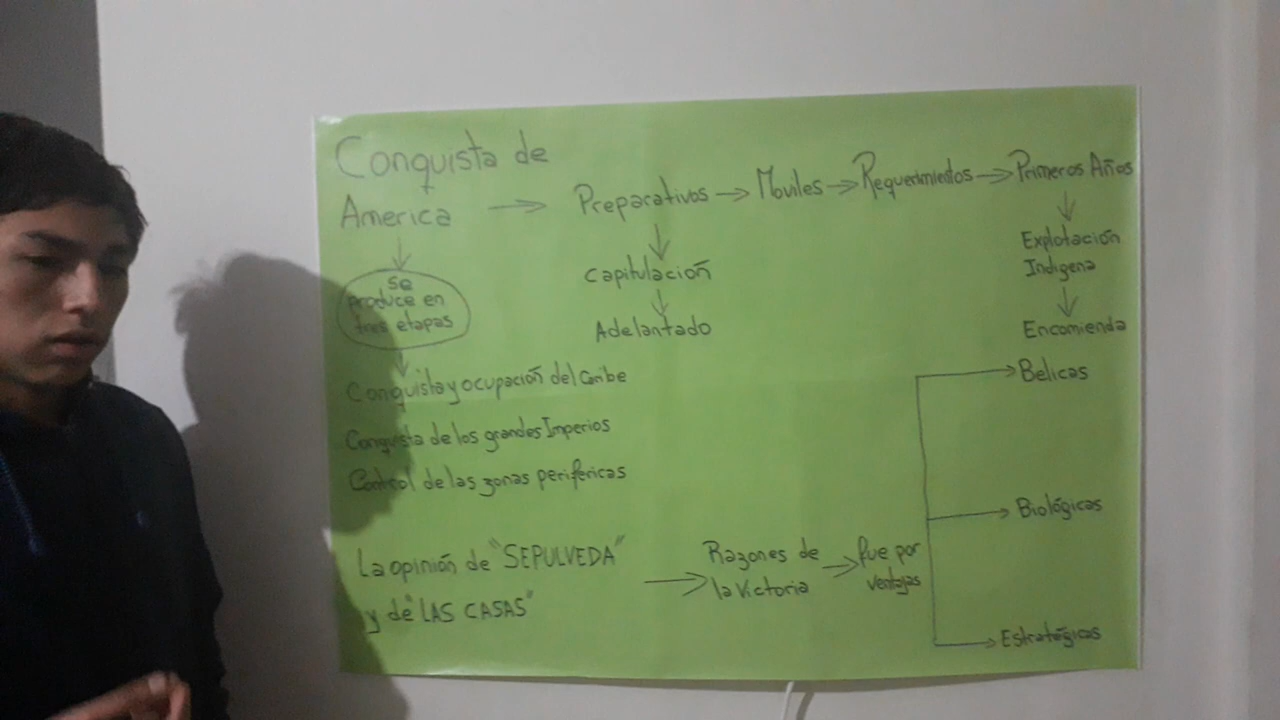 Conquista de
America → Preparativos → Moviles → Requerimientos → Primeros Años
se
produce en
tres etapas
Conquista y ocupación del Caribe
Conquista de los grandes Imperios
Control de las zonas perifericas
Capitulación
Adelantado
Explotación
Indigena
Encomienda
La opinión de "SEPULVEDA"
y de "LAS CASAS"
Razones de
la Victoria
fue por
ventajas
Belicas
Biológicas
Estratégicas